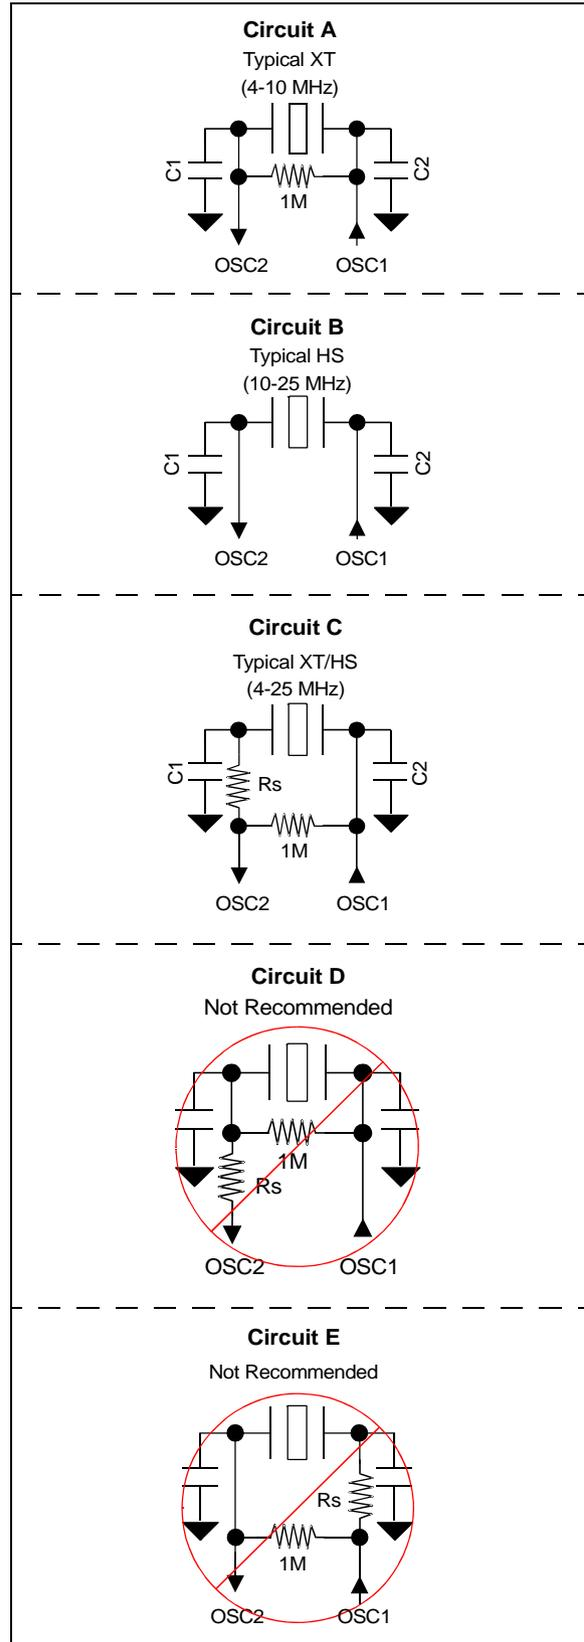 Circuit A
Typical XT
(4-10 MHz)
C1
C2
1M
OSC2 OSC1
Circuit B
Typical HS
(10-25 MHz)
C1
C2
OSC2 OSC1
Circuit C
Typical XT/HS
(4-25 MHz)
C1
Rs
C2
1M
OSC2 OSC1
Circuit D
Not Recommended
1M
Rs
OSC2 OSC1
Circuit E
Not Recommended
Rs
1M
OSC2 OSC1